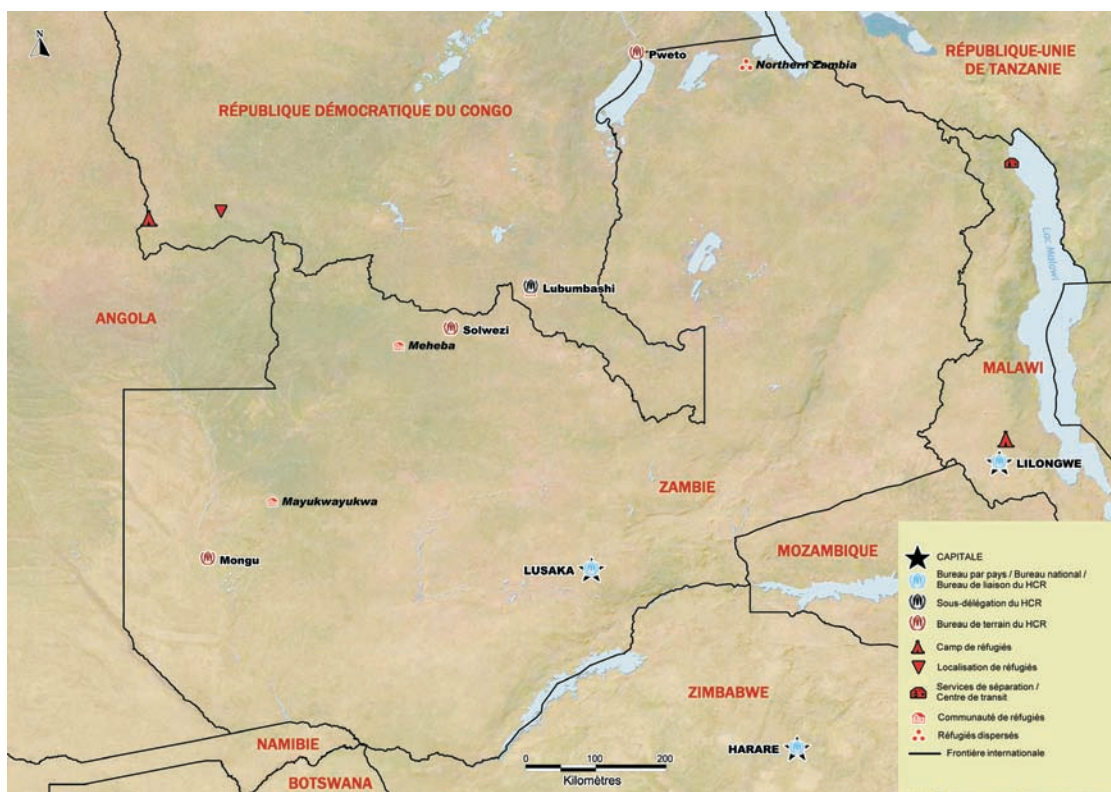 N
Pweto
Northern Zambia
RÉPUBLIQUE-UNIE
DE TANZANIE
RÉPUBLIQUE DÉMOCRATIQUE DU CONGO
Lac Malawi
Lubumbashi
ANGOLA
Solwezi
Meheba
MALAWI
LILONGWE
ZAMBIE
Mayukwayukwa
Mongu
LUSAKA
MOZAMBIQUE
ZIMBABWE
NAMIBIE
HARARE
BOTSWANA
0 100 200
Kilomètres
CAPITALE
Bureau par pays / Bureau national /
Bureau de liaison du HCR
Sous-délégation du HCR
Bureau de terrain du HCR
Camp de réfugiés
Localisation de réfugiés
Services de séparation /
Centre de transit
Communauté de réfugiés
Réfugiés dispersés
Frontière internationale